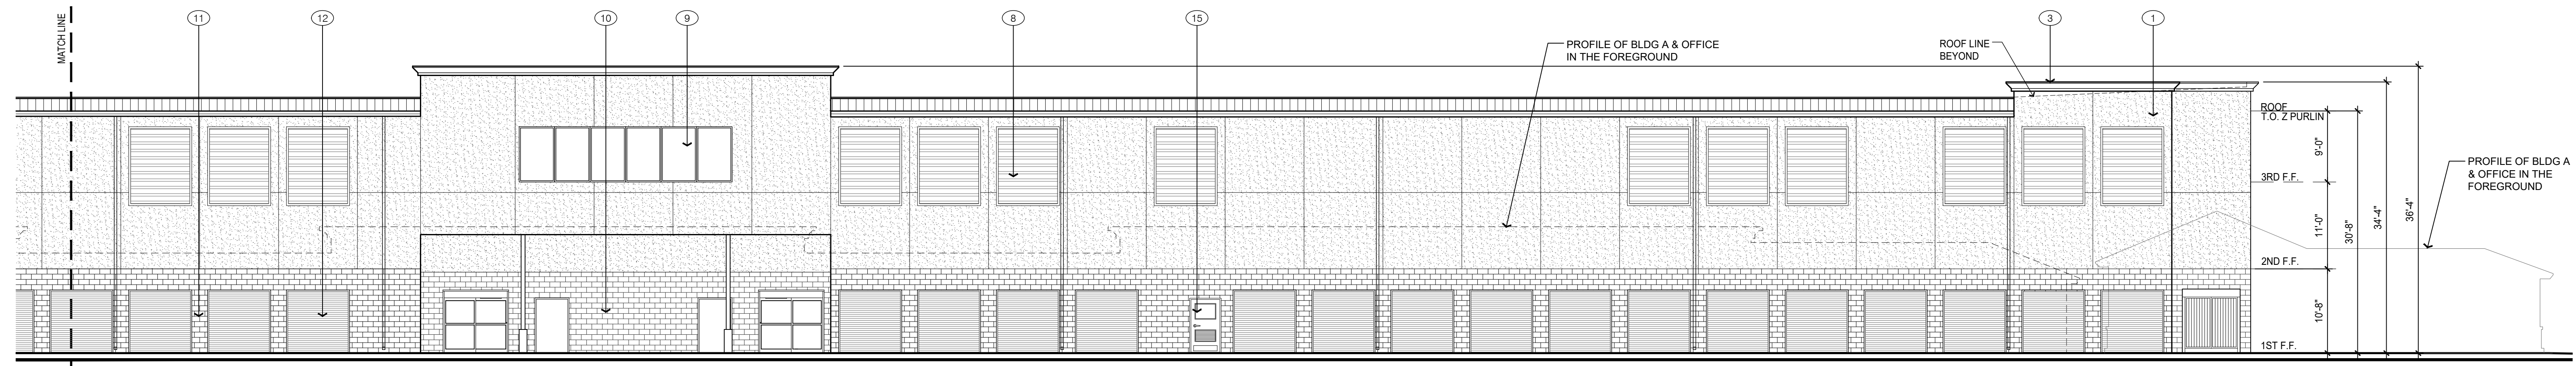 MATCH LINE
11
12
10
9
8
15
3
1
PROFILE OF BLDG A & OFFICE
IN THE FOREGROUND
ROOF LINE
BEYOND
ROOF
T.O. Z PURLIN
9'-0"
3RD F.F.
11'-0"
30'-8"
34'-4"
36'-4"
2ND F.F.
10'-8"
1ST F.F.
PROFILE OF BLDG A
& OFFICE IN THE
FOREGROUND